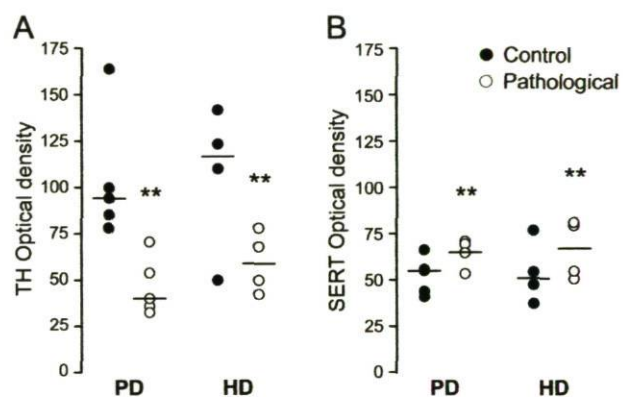 A
TH Optical density
175
150
125
100
75
50
25
0
**
**
PD
HD
B
Control
Pathological
SERT Optical density
175
150
125
100
75
50
25
0
**
**
PD
HD